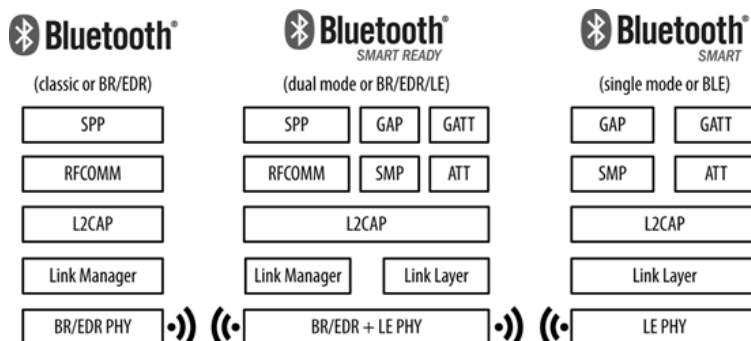 Bluetooth® Bluetooth® Bluetooth®
SMART READY SMART
(classic or BR/EDR) (dual mode or BR/EDR/LE) (single mode or BLE)
SPP SPP GAP GATT GAP GATT
RFCOMM RFCOMM SMP ATT SMP ATT
L2CAP L2CAP L2CAP
Link Manager Link Manager Link Layer Link Layer
BR/EDR PHY BR/EDR + LE PHY LE PHY